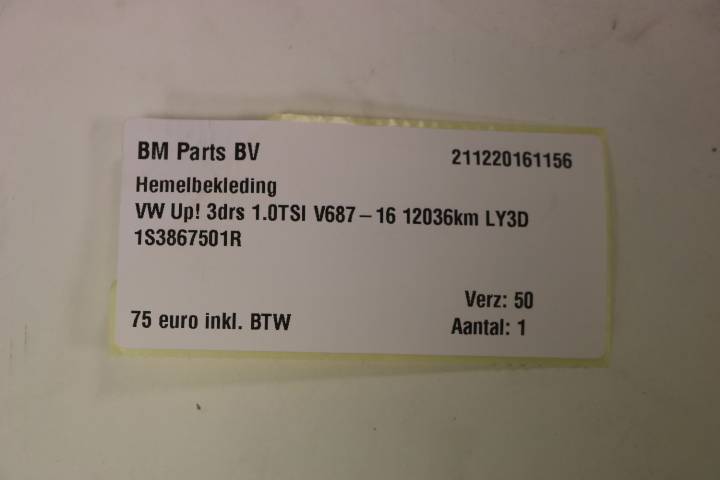 BM Parts BV 211220161156
Hemelbekleding
VW Up! 3drs 1.0TSI V687-16 12036km LY3D
1S3867501R
Verz: 50
75 euro inkl. BTW Aantal: 1